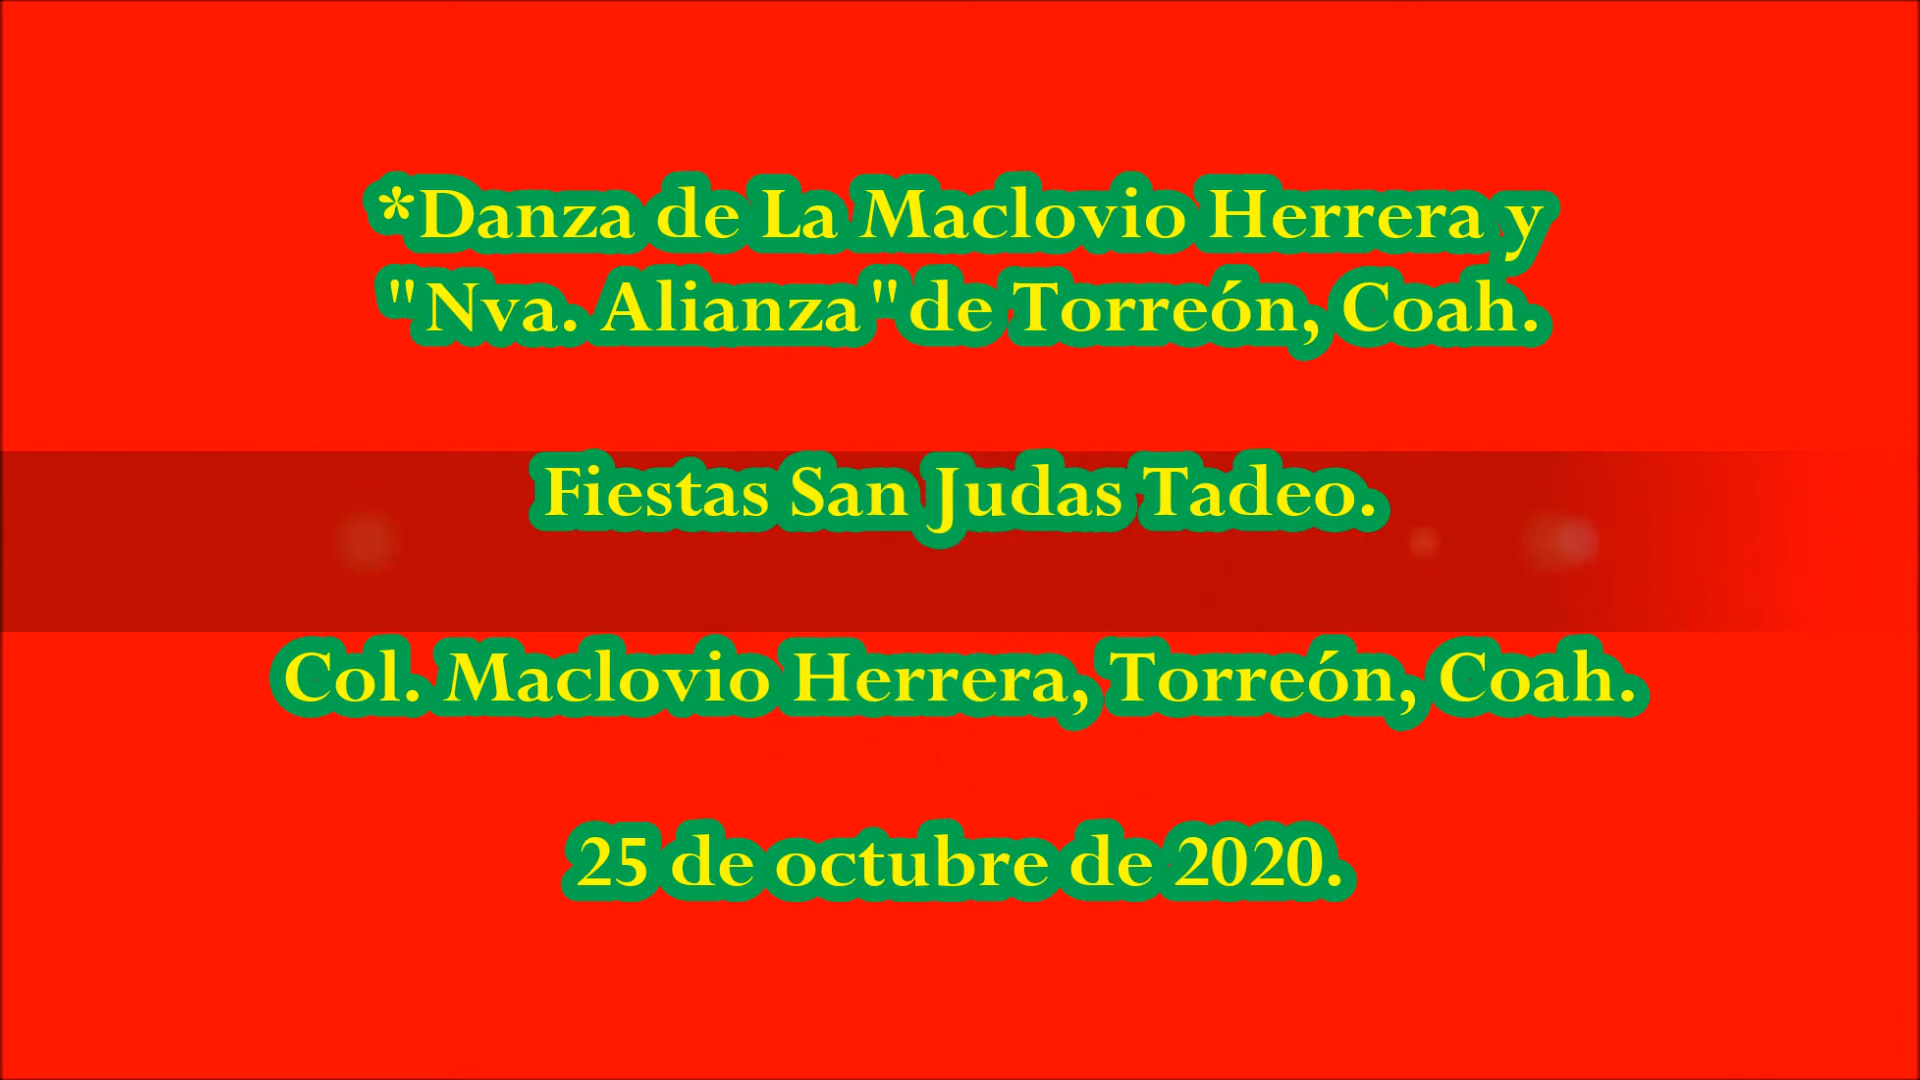 *Danza de La Maclovio Herrera y
"Nva. Alianza"de Torreón, Coah.
Fiestas San Judas Tadeo.
Col. Maclovio Herrera, Torreón, Coah.
25 de octubre de 2020.